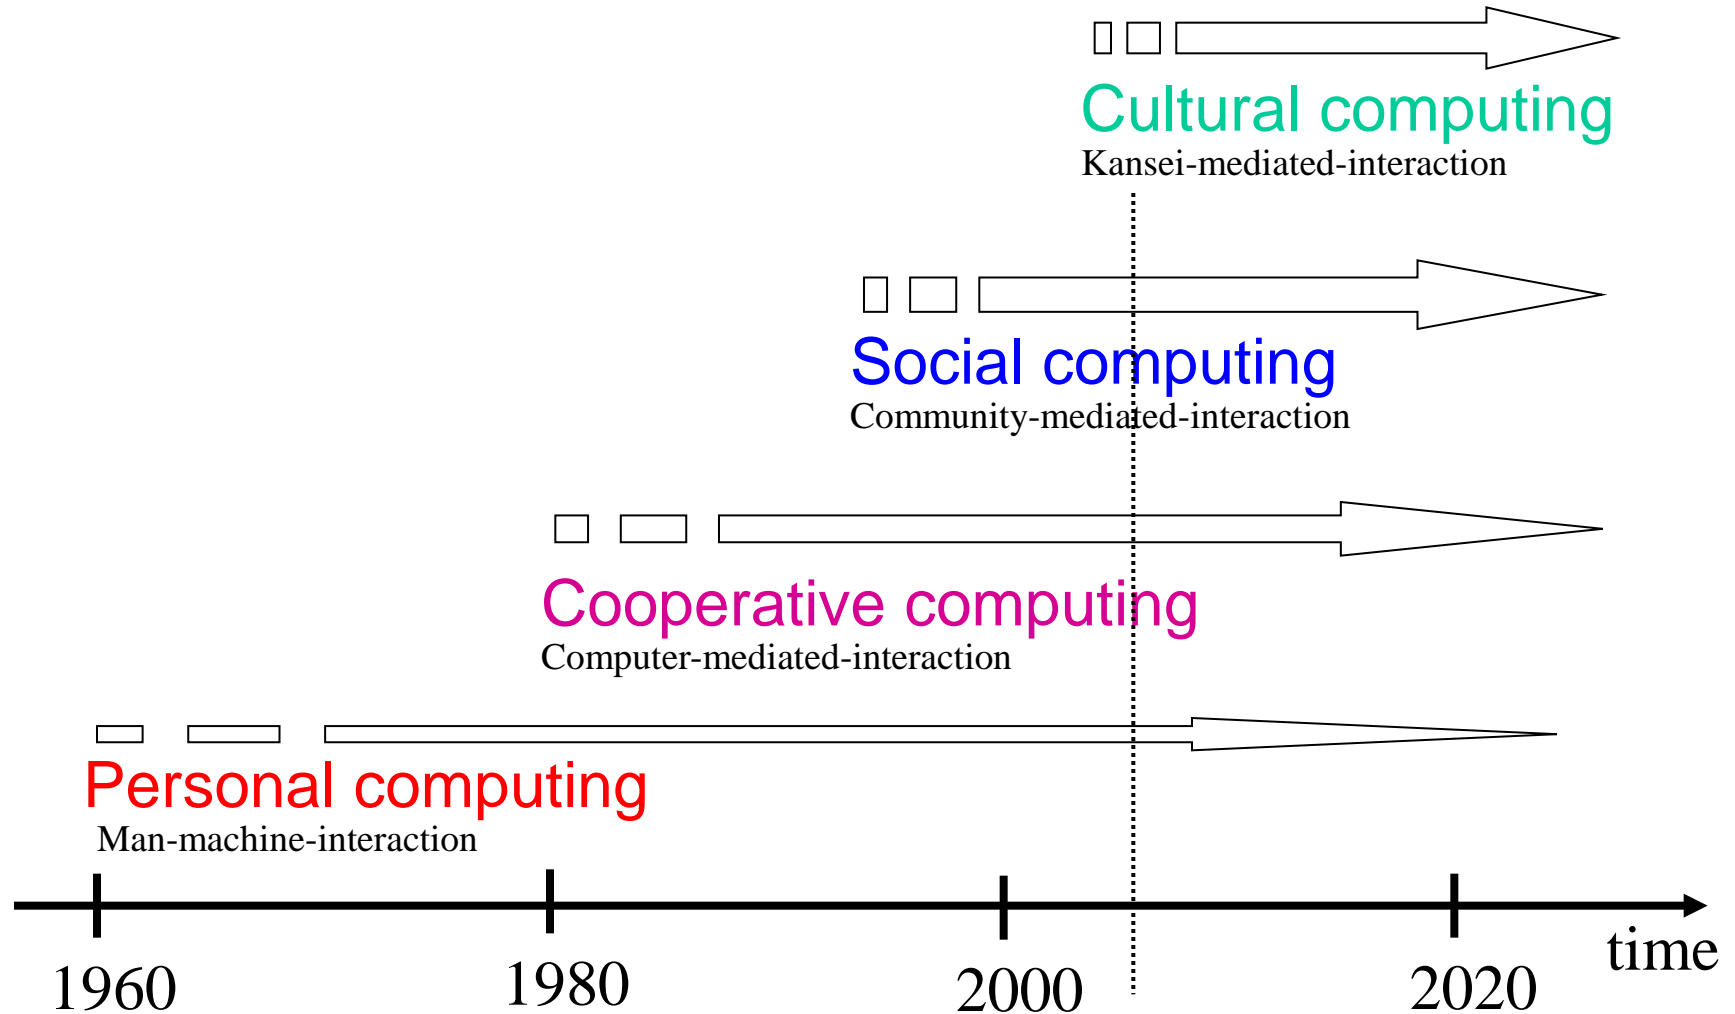 Cultural computing
Kansei-mediated-interaction
Social computing
Community-mediated-interaction
Cooperative computing
Computer-mediated-interaction
Personal computing
Man-machine-interaction
time
1960 1980 2000 2020